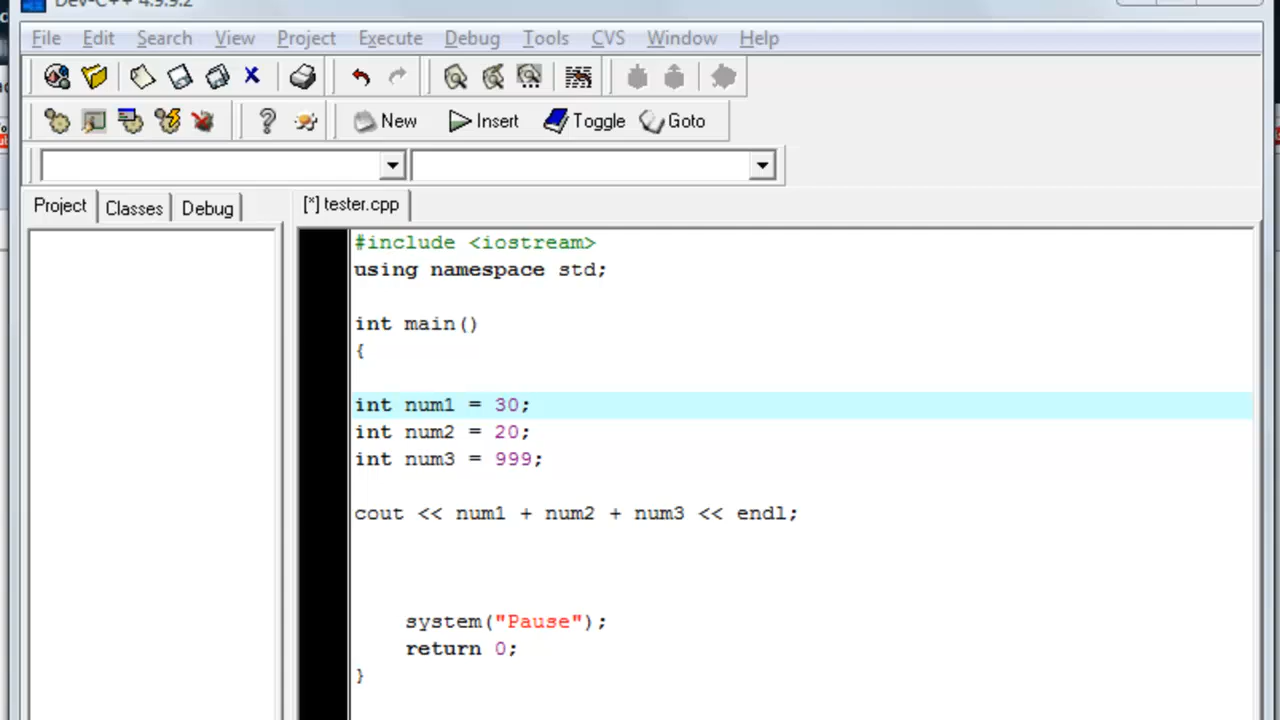 Dev-C++ 4.9.9.2
File Edit Search View Project Execute Debug Tools CVS Window Help
New Insert Toggle Goto
Project Classes Debug [*] tester.cpp
#include <iostream>
using namespace std;
int main()
{
int num1 = 30;
int num2 = 20;
int num3 = 999;
cout << num1 + num2 + num3 << endl;
system("Pause");
return 0;
}